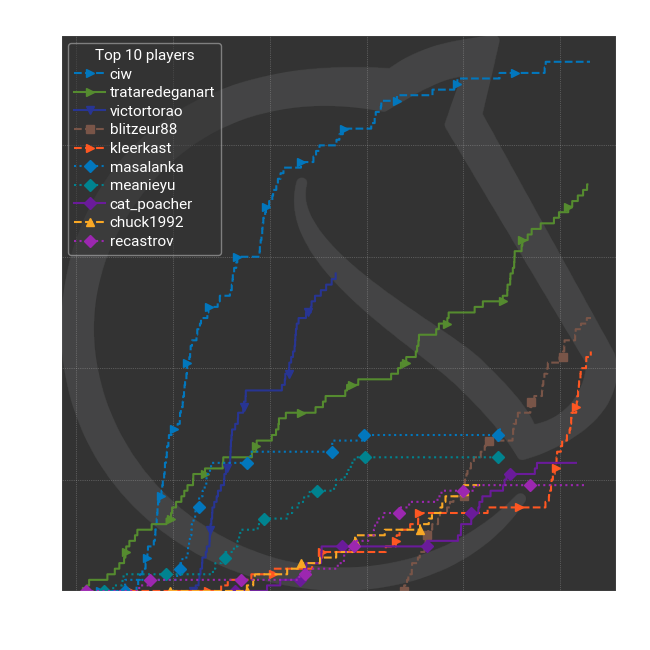 Top 10 players
ciw
trataredeganart
victortorao
blitzeur88
kleerkast
masalanka
meanieyu
cat_poacher
chuck1992
recastrov